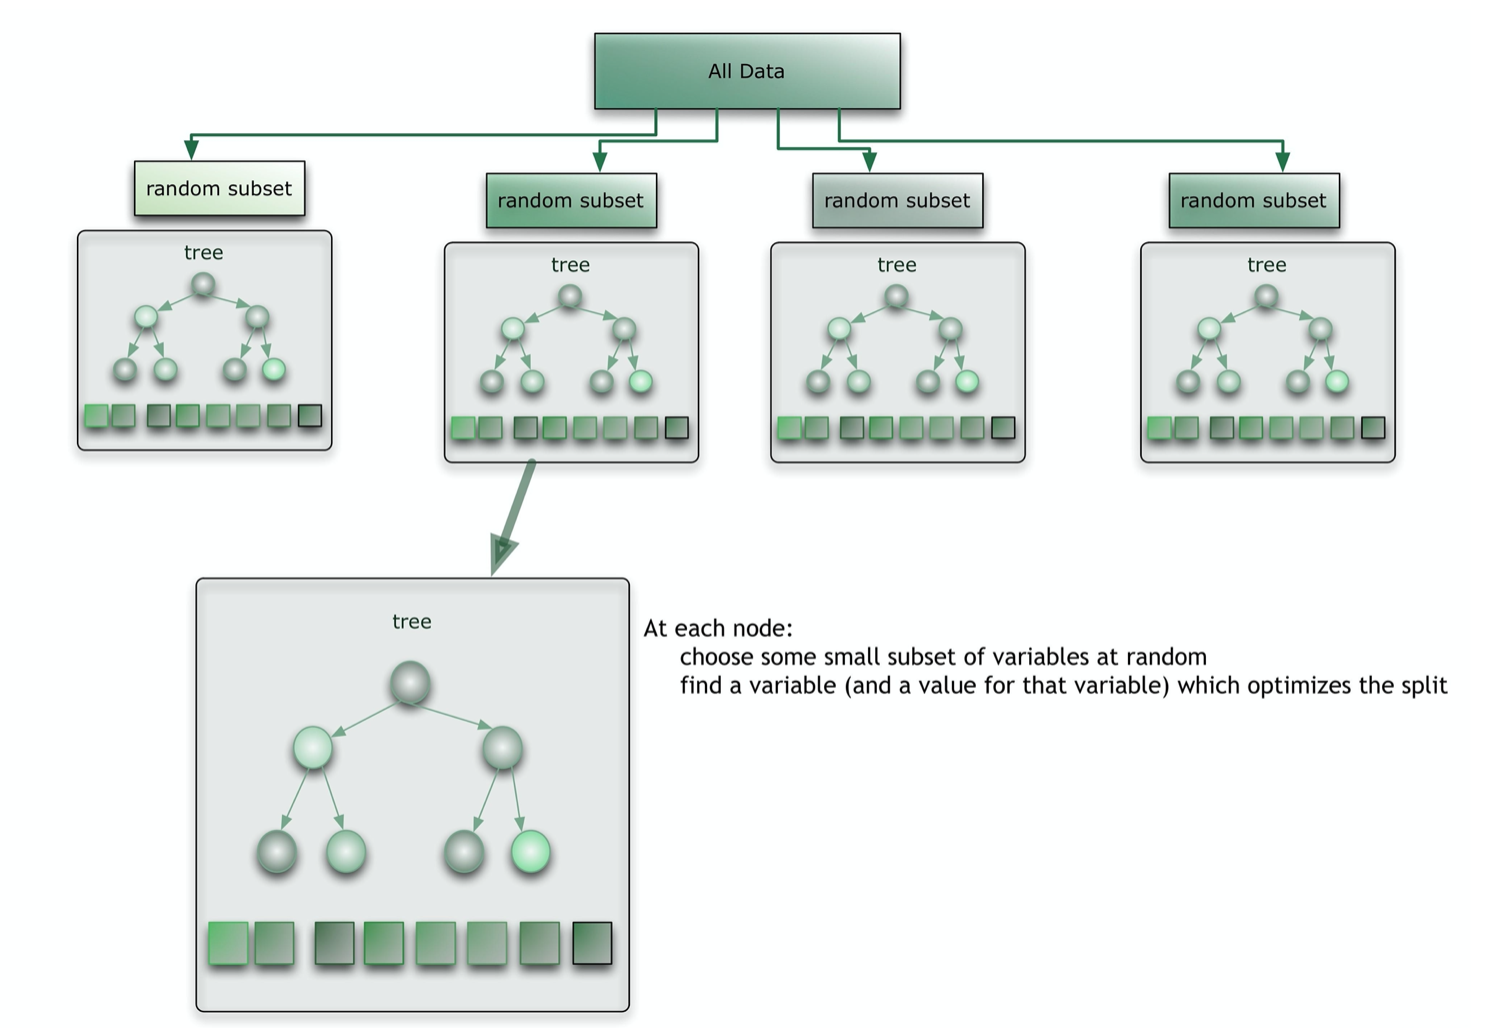 All Data
random subset
random subset
random subset
random subset
tree
tree
tree
tree
tree
At each node:
choose some small subset of variables at random
find a variable (and a value for that variable) which optimizes the split